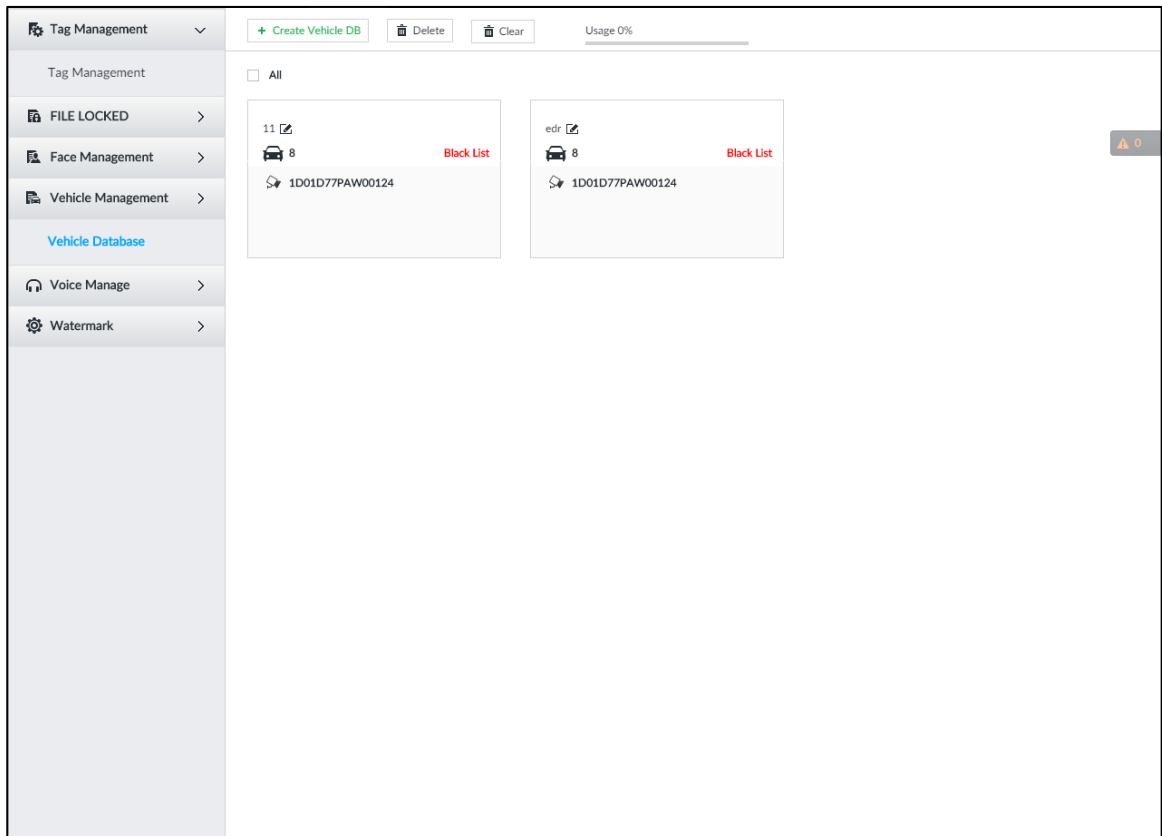 Tag Management
Tag Management
FILE LOCKED
Face Management
Vehicle Management
Vehicle Database
Voice Manage
Watermark
+ Create Vehicle DB Delete Clear Usage 0%
All
11
8 Black List
1D01D77PAW00124
edr
8 Black List
1D01D77PAW00124
0